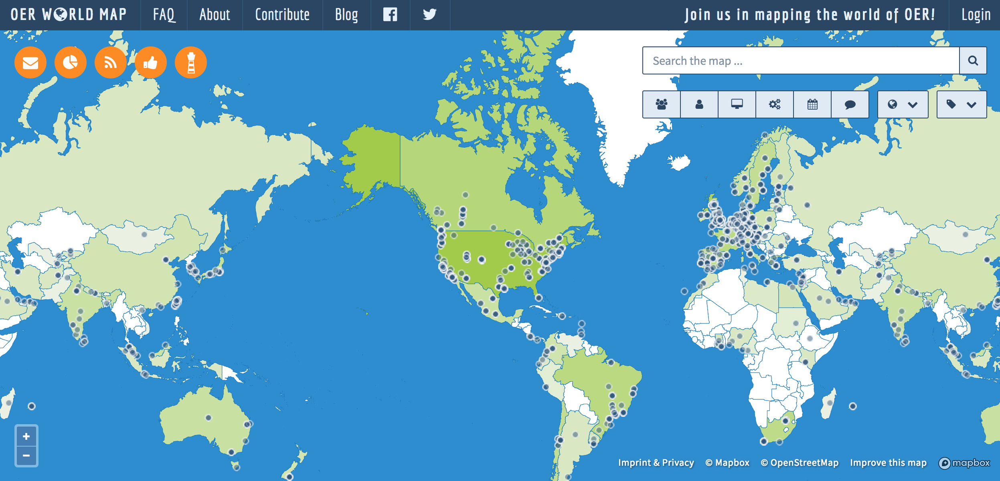 OER WORLD MAP FAQ About Contribute Blog Join us in mapping the world of OER! Login
Search the map ...
Imprint & Privacy © Mapbox © OpenStreetMap Improve this map mapbox